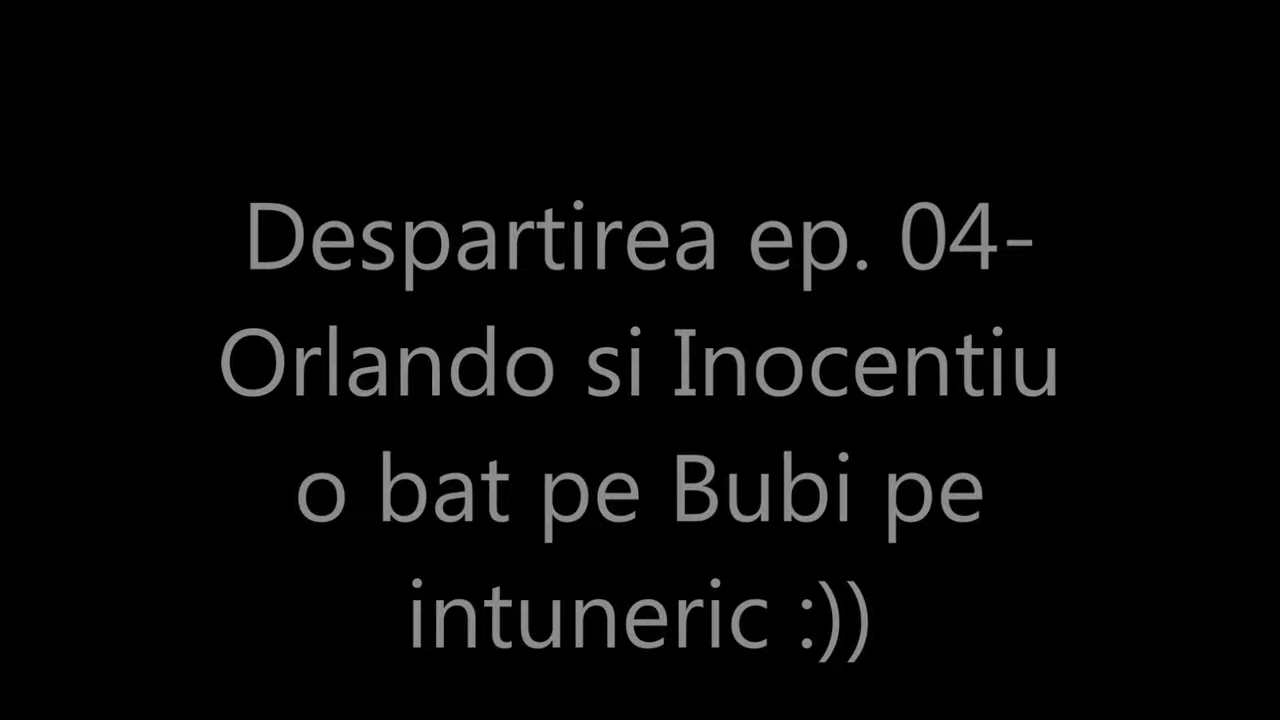 Despartirea ep. 04-
Orlando si Inocentiu
o bat pe Bubi pe
intuneric :))